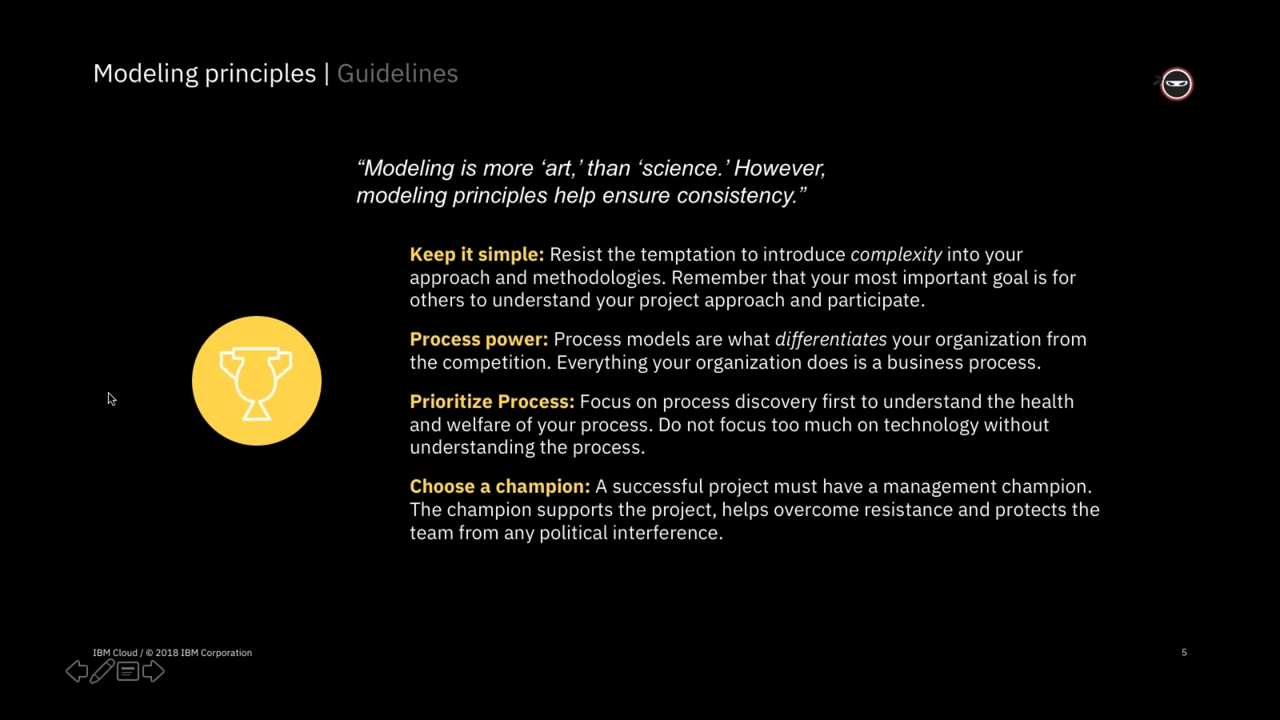 Modeling principles | Guidelines
“Modeling is more ‘art,’ than ‘science.’ However,
modeling principles help ensure consistency.”
Keep it simple: Resist the temptation to introduce complexity into your
approach and methodologies. Remember that your most important goal is for
others to understand your project approach and participate.
Process power: Process models are what differentiates your organization from
the competition. Everything your organization does is a business process.
Prioritize Process: Focus on process discovery first to understand the health
and welfare of your process. Do not focus too much on technology without
understanding the process.
Choose a champion: A successful project must have a management champion.
The champion supports the project, helps overcome resistance and protects the
team from any political interference.
IBM Cloud / © 2018 IBM Corporation
5